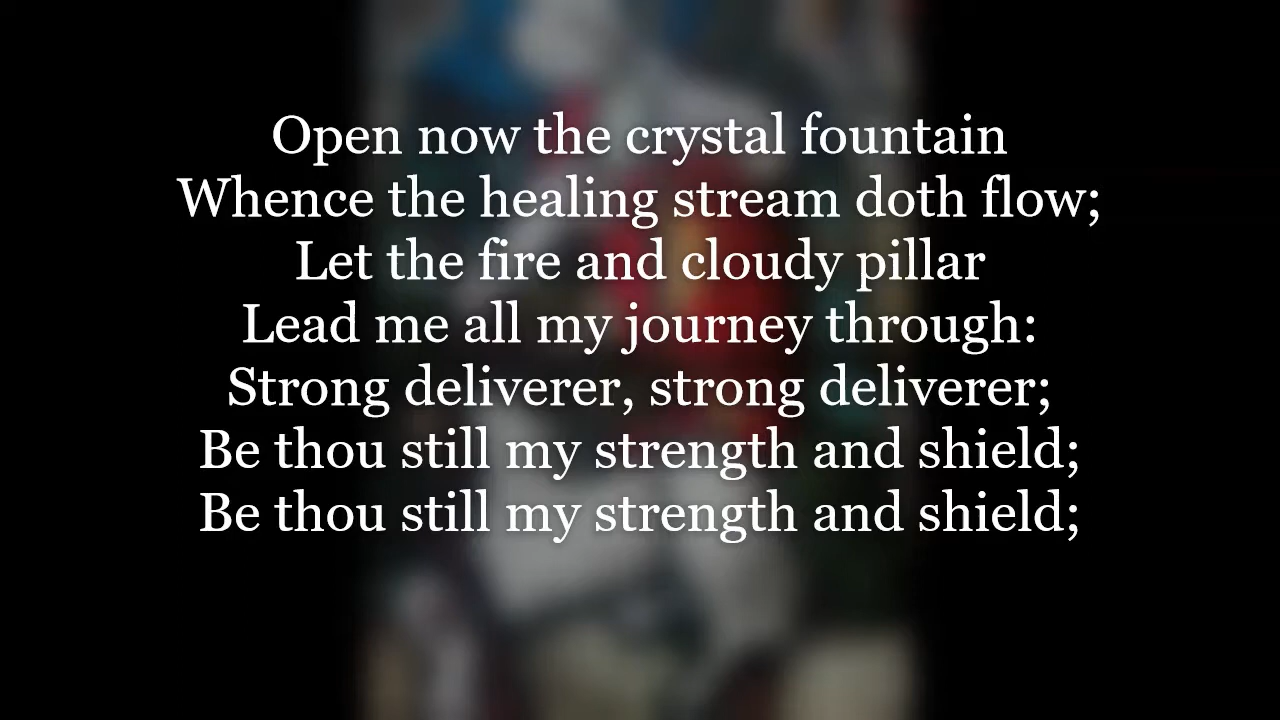 Open now the crystal fountain
Whence the healing stream doth flow;
Let the fire and cloudy pillar
Lead me all my journey through:
Strong deliverer, strong deliverer;
Be thou still my strength and shield;
Be thou still my strength and shield;